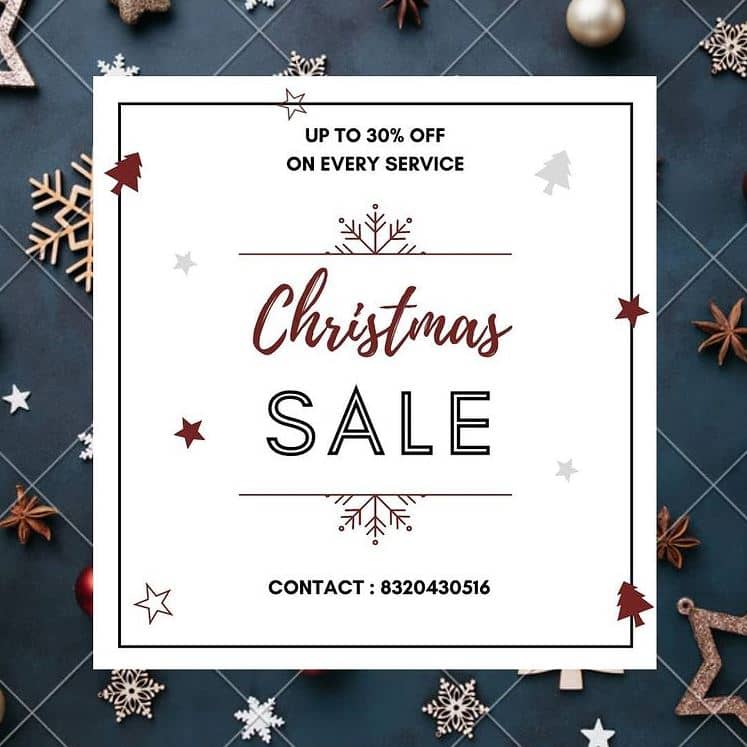 UP TO 30% OFF
ON EVERY SERVICE
Christmas
SALE
CONTACT : 8320430516